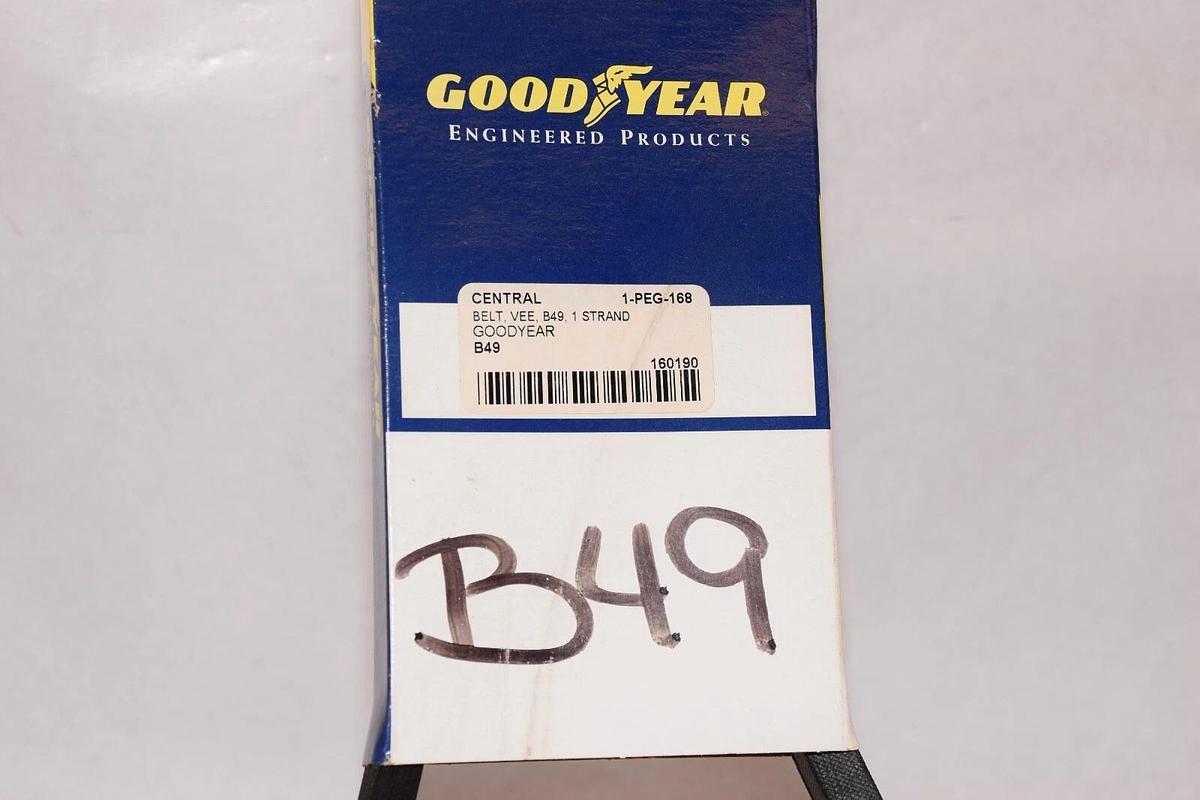 GOODYEAR
ENGINEERED PRODUCTS
CENTRAL 1-PEG-168
BELT, VEE, B49, 1 STRAND
GOODYEAR
B49
160190
B49